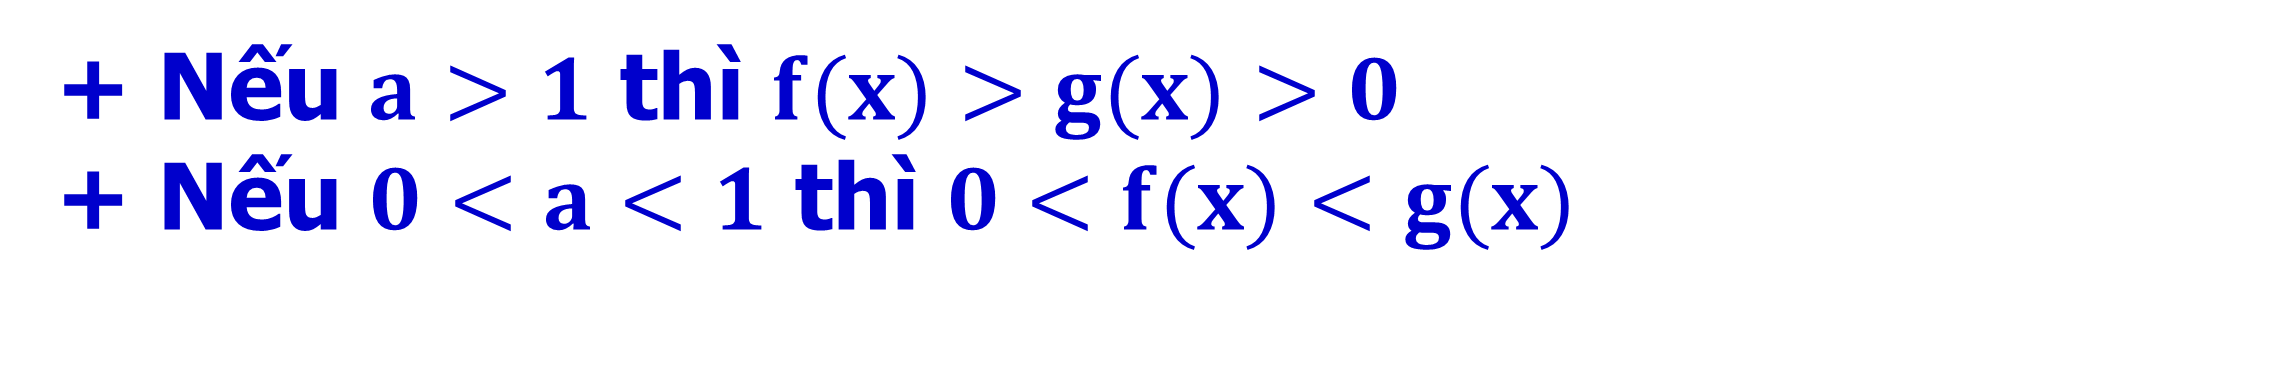 + Nếu a > 1 thì f(x) > g(x) > 0
+ Nếu 0 < a < 1 thì 0 < f(x) < g(x)